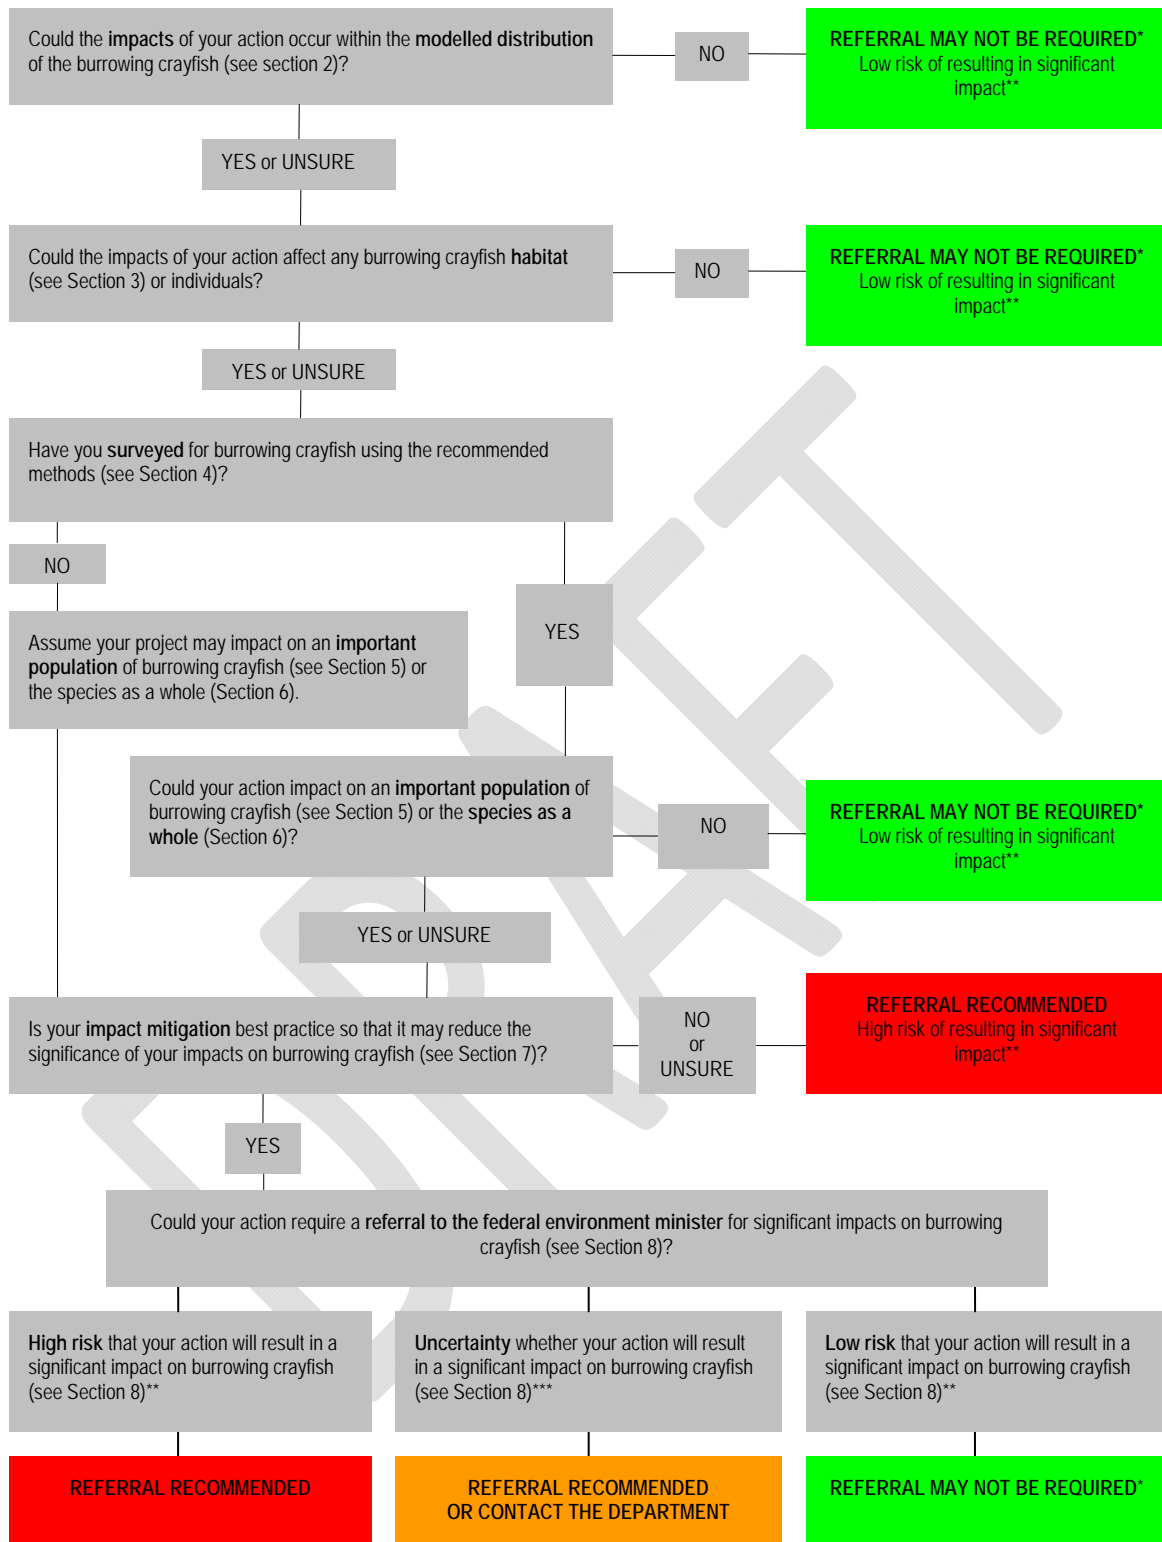 Could the impacts of your action occur within the modelled distribution
of the burrowing crayfish (see section 2)?
NO
REFERRAL MAY NOT BE REQUIRED*
Low risk of resulting in significant
impact**
YES or UNSURE
Could the impacts of your action affect any burrowing crayfish habitat
(see Section 3) or individuals?
NO
REFERRAL MAY NOT BE REQUIRED*
Low risk of resulting in significant
impact**
YES or UNSURE
Have you surveyed for burrowing crayfish using the recommended
methods (see Section 4)?
NO
YES
Assume your project may impact on an important
population of burrowing crayfish (see Section 5) or
the species as a whole (Section 6).
Could your action impact on an important population of
burrowing crayfish (see Section 5) or the species as a
whole (Section 6)?
NO
REFERRAL MAY NOT BE REQUIRED*
Low risk of resulting in significant
impact**
YES or UNSURE
Is your impact mitigation best practice so that it may reduce the
significance of your impacts on burrowing crayfish (see Section 7)?
NO
or
UNSURE
REFERRAL RECOMMENDED
High risk of resulting in significant
impact**
YES
Could your action require a referral to the federal environment minister for significant impacts on burrowing
crayfish (see Section 8)?
High risk that your action will result in a
significant impact on burrowing crayfish
(see Section 8)**
Uncertainty whether your action will result
in a significant impact on burrowing crayfish
(see Section 8)***
Low risk that your action will result in a
significant impact on burrowing crayfish
(see Section 8)**
REFERRAL RECOMMENDED
REFERRAL RECOMMENDED
OR CONTACT THE DEPARTMENT
REFERRAL MAY NOT BE REQUIRED*
DRAFT